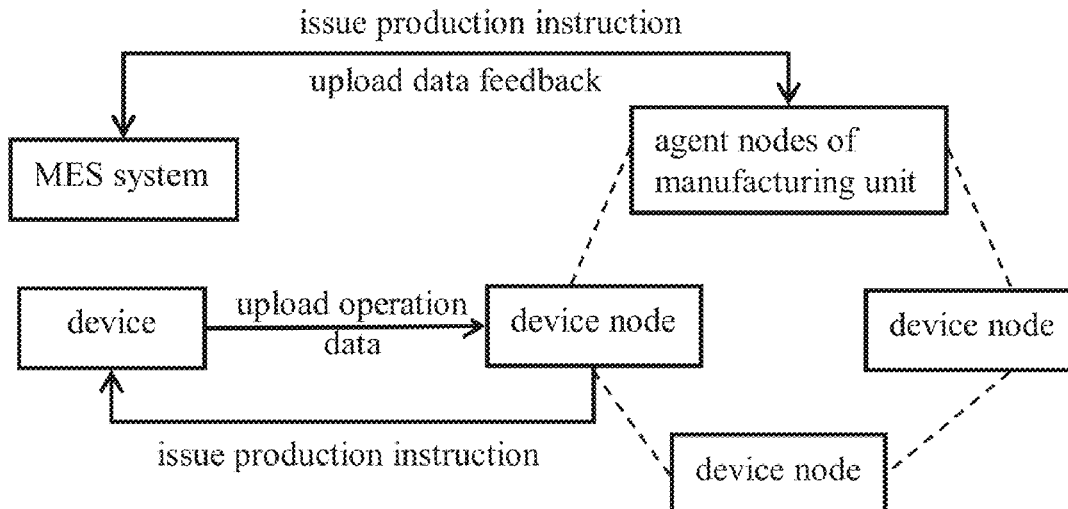 issue production instruction
upload data feedback
MES system
agent nodes of
manufacturing unit
device
upload operation
data
device node
device node
issue production instruction
device node